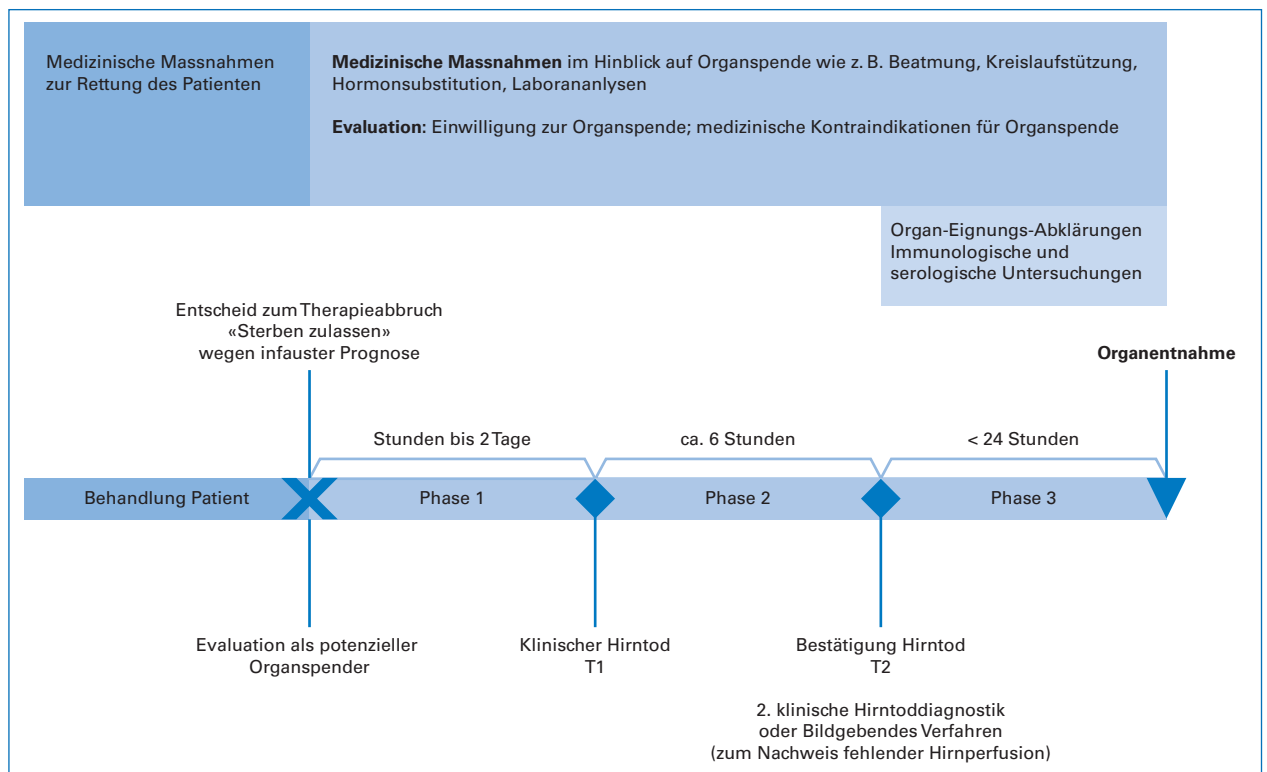 Medizinische Massnahmen
zur Rettung des Patienten
Medizinische Massnahmen im Hinblick auf Organspende wie z. B. Beatmung, Kreislaufstützung,
Hormonsubstitution, Laborananlysen
Evaluation: Einwilligung zur Organspende; medizinische Kontraindikationen für Organspende
Organ-Eignungs-Abklärungen
Immunologische und
serologische Untersuchungen
Entscheid zum Therapieabbruch
«Sterben zulassen»
wegen infauster Prognose
Organentnahme
Stunden bis 2 Tage
ca. 6 Stunden
< 24 Stunden
Behandlung Patient
Phase 1
Phase 2
Phase 3
Evaluation als potenzieller
Organspender
Klinischer Hirntod
T1
Bestätigung Hirntod
T2
2. klinische Hirntoddiagnostik
oder Bildgebendes Verfahren
(zum Nachweis fehlender Hirnperfusion)